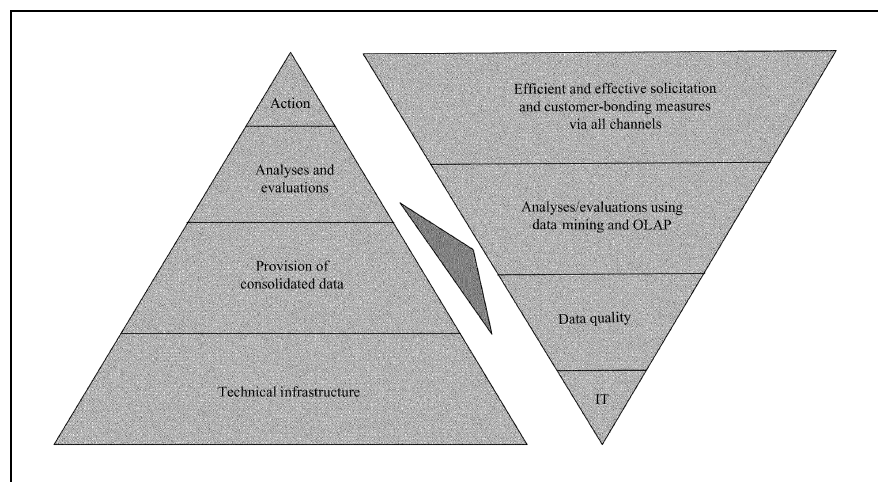 Action
Analyses and
evaluations
Provision of
consolidated data
Technical infrastructure
Efficient and effective solicitation
and customer-bonding measures
via all channels
Analyses/evaluations using
data mining and OLAP
Data quality
IT